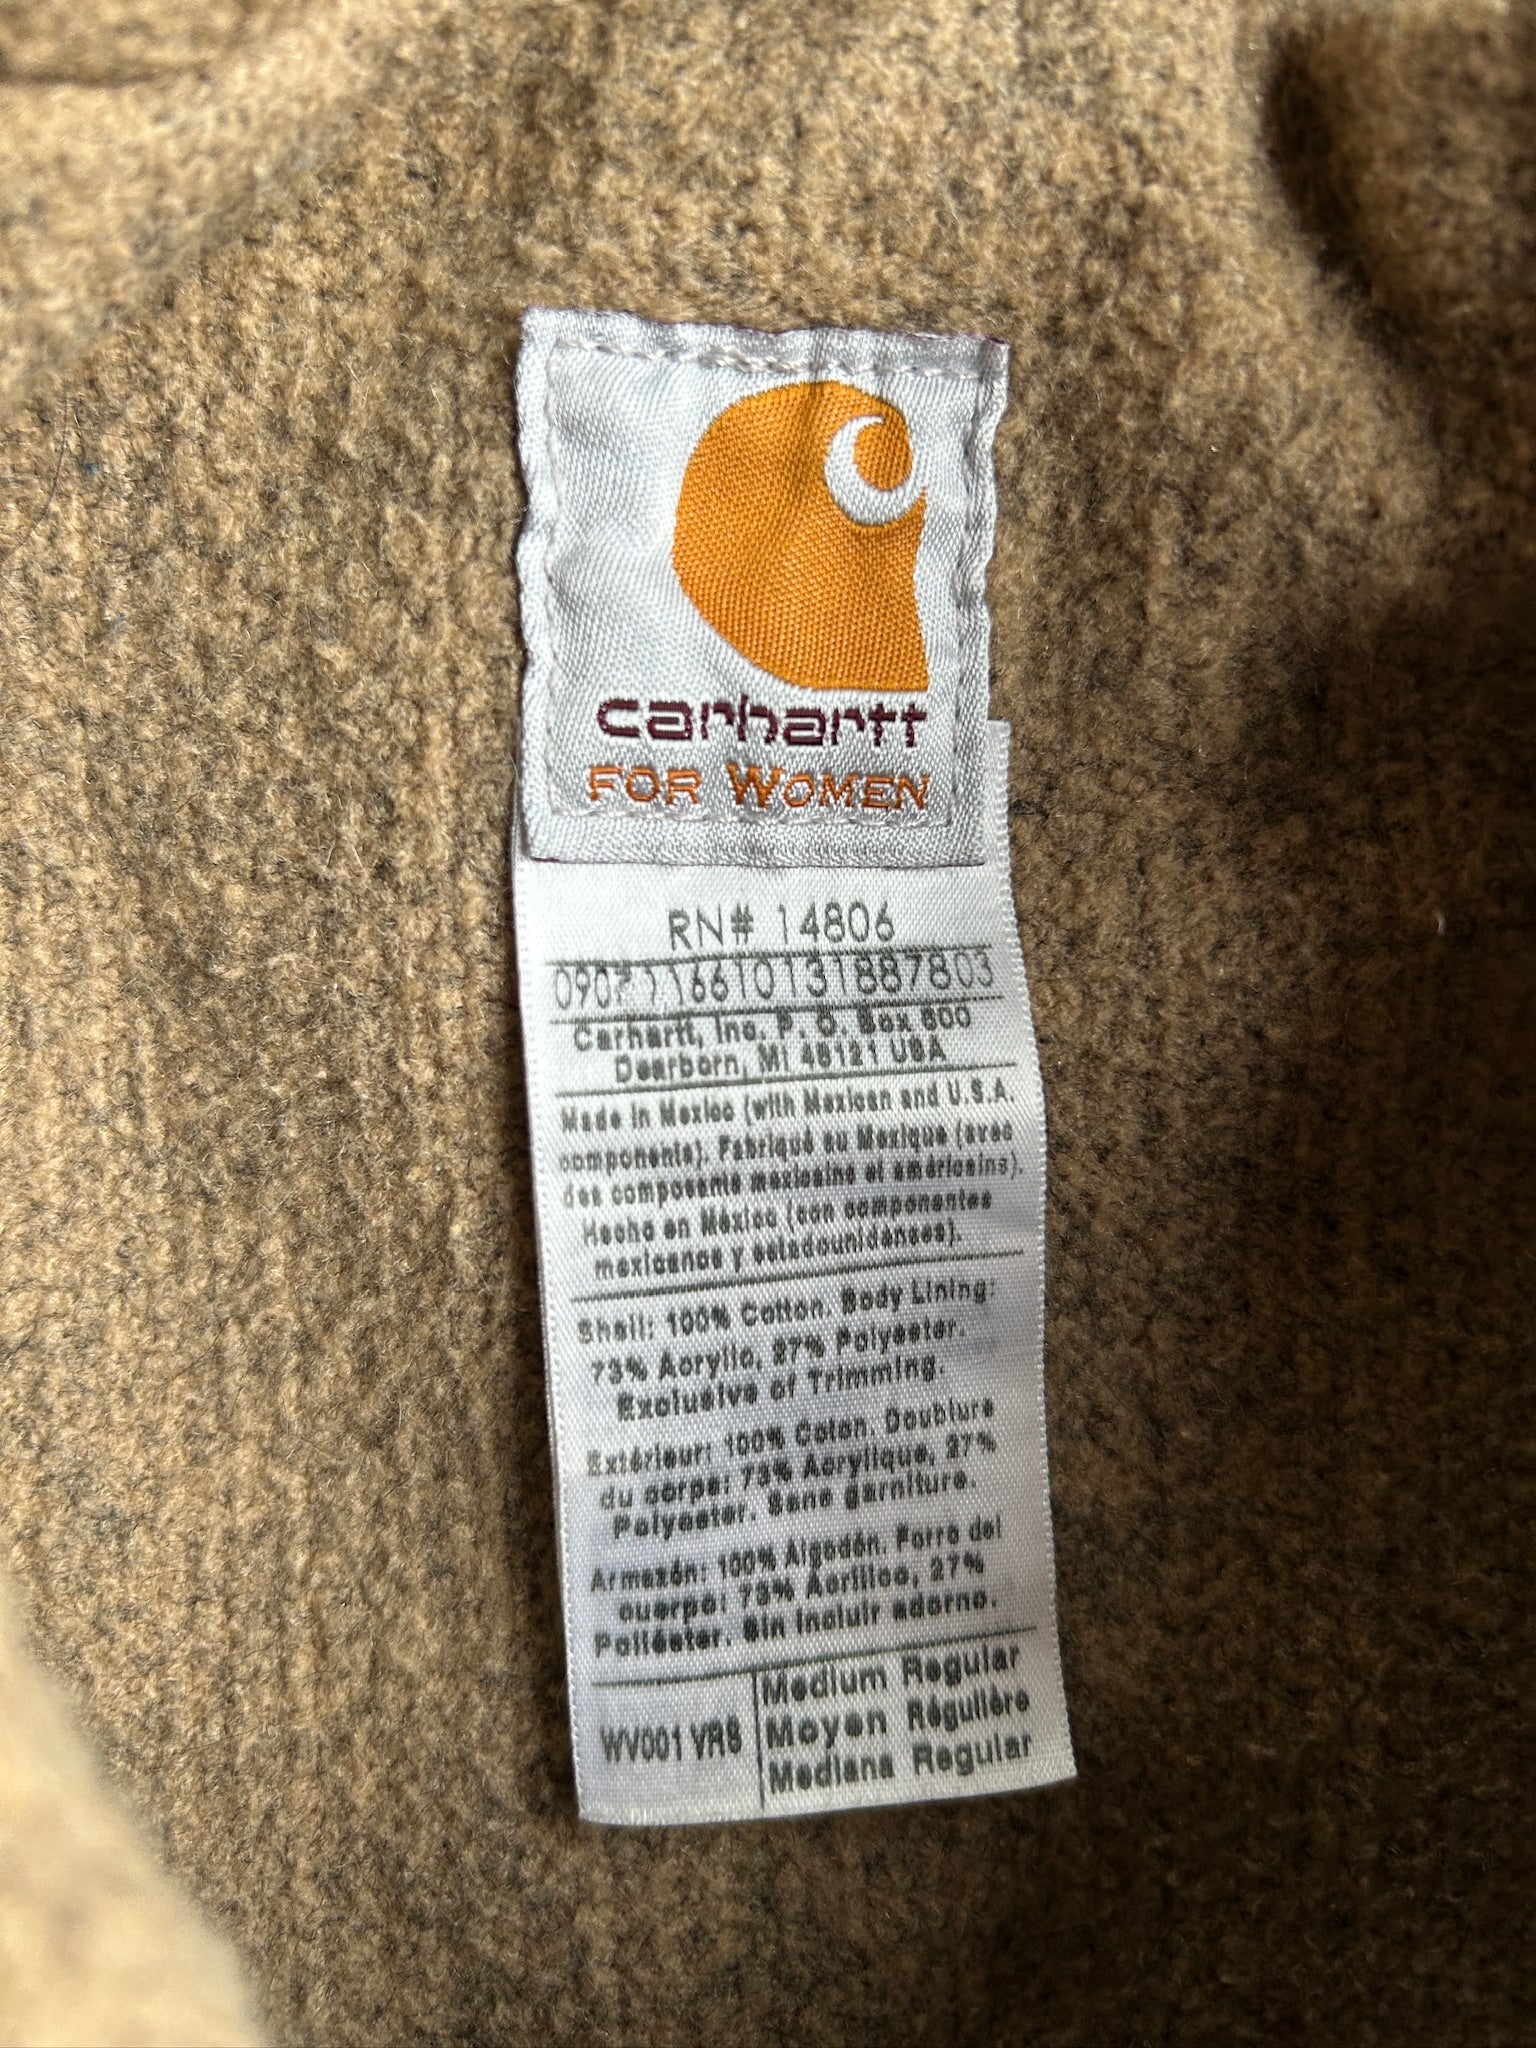 carhartt
FOR WOMEN
RN# 14806
Carhartt, Inc. P. O. Box 600
Dearborn, MI 48121 USA
Made in Mexico (with Mexican and U.S.A.
components). Fabriqué au Mexique (avec
des composants mexicains et américains).
Hecho en México (con componentes
mexicanos y estadounidenses).
Shell: 100% Cotton. Body Lining:
73% Acrylic, 27% Polyester.
Exclusive of Trimming.
Extérieur: 100% Coton. Doublure
du corps: 73% Acrylique, 27%
Polyester. Sans garniture.
Armazón: 100% Algodón. Forro del
cuerpo: 73% Acrílico, 27%
Poliéster. Sin incluir adorno.
WV001 VRS
Medium Regular
Moyen Régulière
Mediana Regular